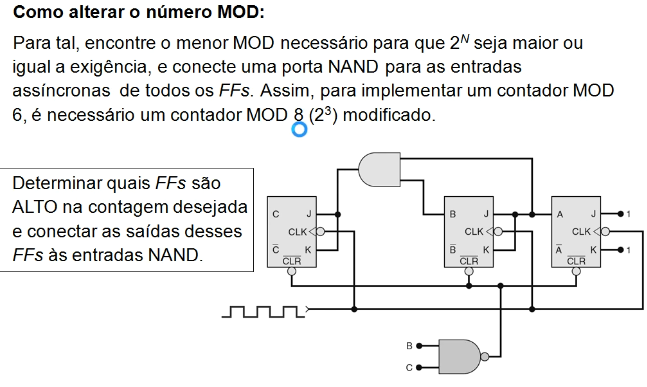 Como alterar o número MOD:
Para tal, encontre o menor MOD necessário para que 2^N seja maior ou
igual a exigência, e conecte uma porta NAND para as entradas
assíncronas de todos os FFs. Assim, para implementar um contador MOD
6, é necessário um contador MOD 8 (2³) modificado.
Determinar quais FFs são
ALTO na contagem desejada
e conectar as saídas desses
FFs às entradas NAND.
C J
CLK
C̅ K
C̅L̅R̅
B J
CLK
B̅ K
C̅L̅R̅
A J 1
CLK
A̅ K 1
C̅L̅R̅
B
C